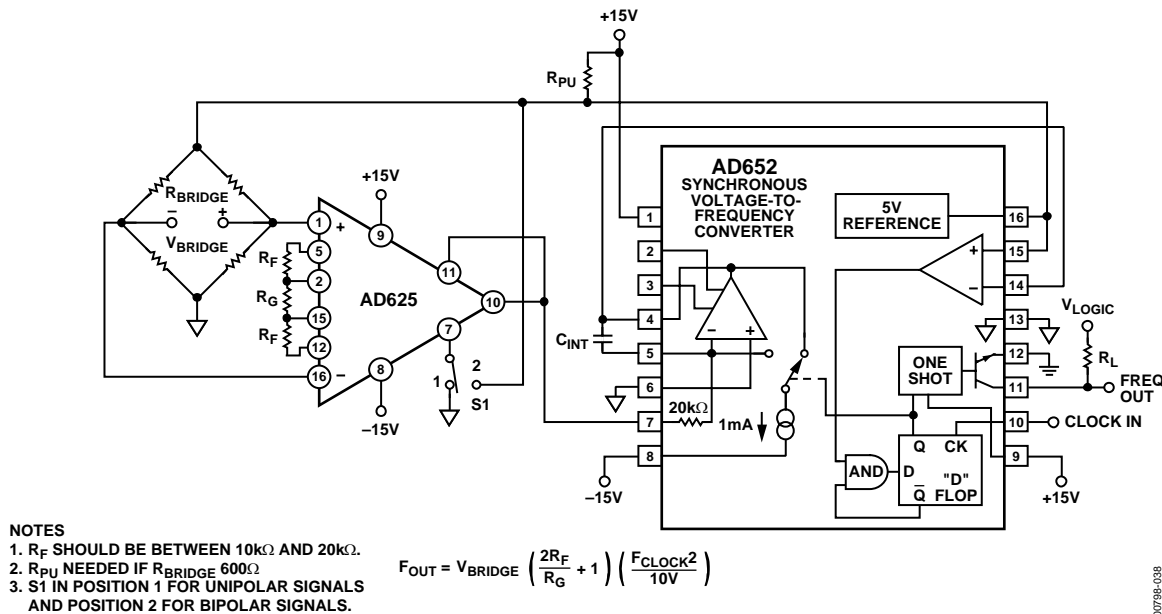 +15V
RPU
RBRIDGE
–
+
VBRIDGE
+15V
1
+
5
2
15
12
16
–
9
11
10
7
8
RF
RG
RF
AD625
–15V
1
2
S1
AD652
SYNCHRONOUS
VOLTAGE-TO-
FREQUENCY
CONVERTER
5V
REFERENCE
1
2
3
4
5
6
7
8
CINT
–
+
20kΩ
1mA
–15V
16
15
14
13
12
11
10
9
+
–
VLOGIC
RL
FREQ
OUT
CLOCK IN
+15V
ONE
SHOT
AND
Q
CK
D
"D"
Q̅
FLOP
NOTES
1. RF SHOULD BE BETWEEN 10kΩ AND 20kΩ.
2. RPU NEEDED IF RBRIDGE 600Ω
3. S1 IN POSITION 1 FOR UNIPOLAR SIGNALS
AND POSITION 2 FOR BIPOLAR SIGNALS.
FOUT = VBRIDGE (2RF/RG + 1) (FCLOCK2/10V)
00798-038